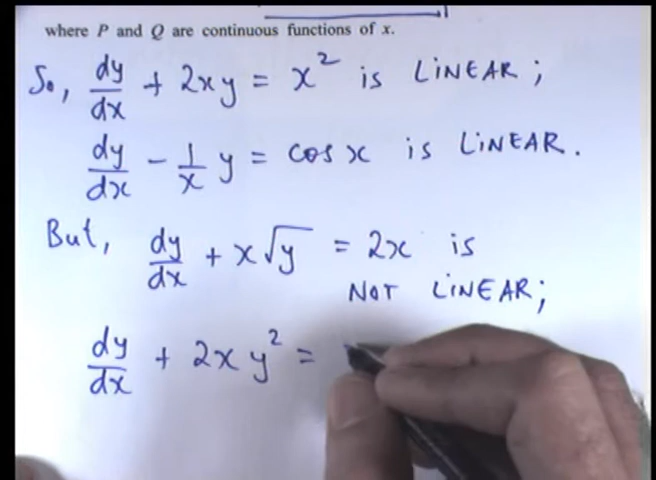 where P and Q are continuous functions of x.
So, dy/dx + 2xy = x² is LINEAR;
dy/dx - 1/x y = cos x is LINEAR.
But, dy/dx + x√y = 2x is
NOT LINEAR;
dy/dx + 2xy² =